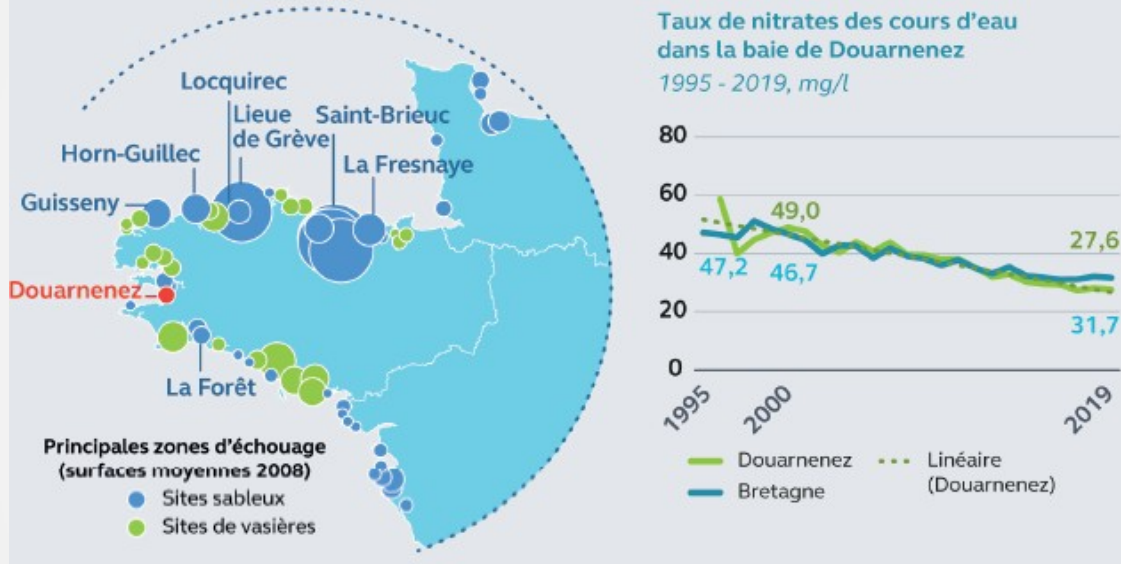 Locquirec
Lieue
de Grève
Saint-Brieuc
Horn-Guillec
La Fresnaye
Guisseny
Douarnenez
La Forêt
Principales zones d'échouage
(surfaces moyennes 2008)
Sites sableux
Sites de vasières
Taux de nitrates des cours d'eau
dans la baie de Douarnenez
1995 - 2019, mg/l
80
60
49,0
27,6
40
47,2
46,7
20
31,7
0
1995
2000
2019
Douarnenez
Bretagne
Linéaire
(Douarnenez)